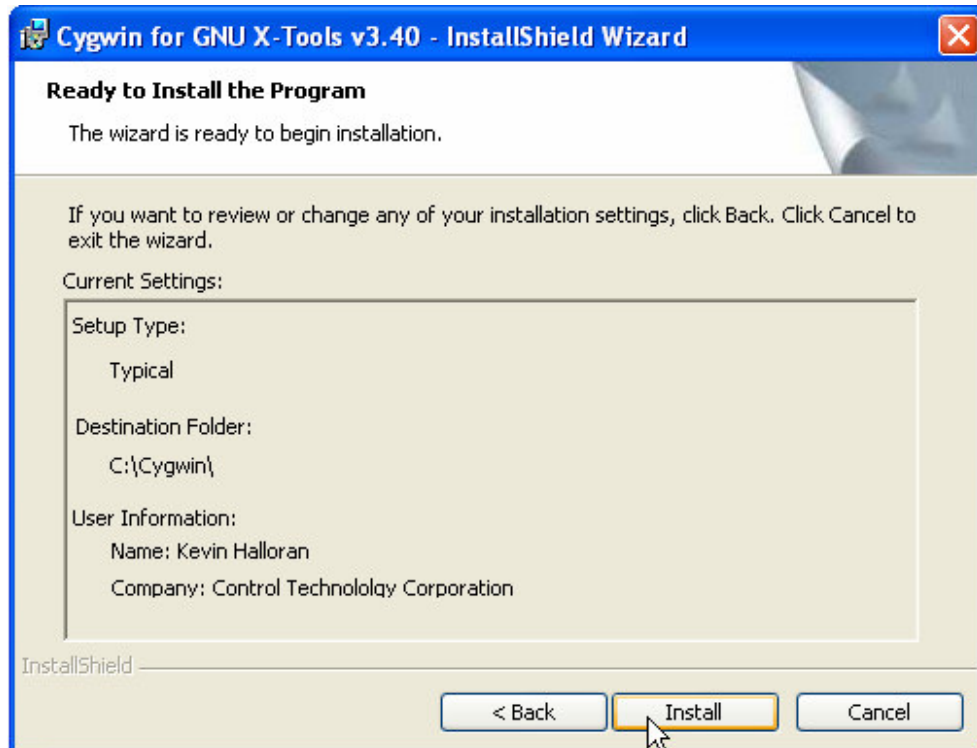 Cygwin for GNU X-Tools v3.40 - InstallShield Wizard
Ready to Install the Program
The wizard is ready to begin installation.
If you want to review or change any of your installation settings, click Back. Click Cancel to
exit the wizard.
Current Settings:
Setup Type:
Typical
Destination Folder:
C:\Cygwin\
User Information:
Name: Kevin Halloran
Company: Control Technololgy Corporation
InstallShield
< Back
Install
Cancel